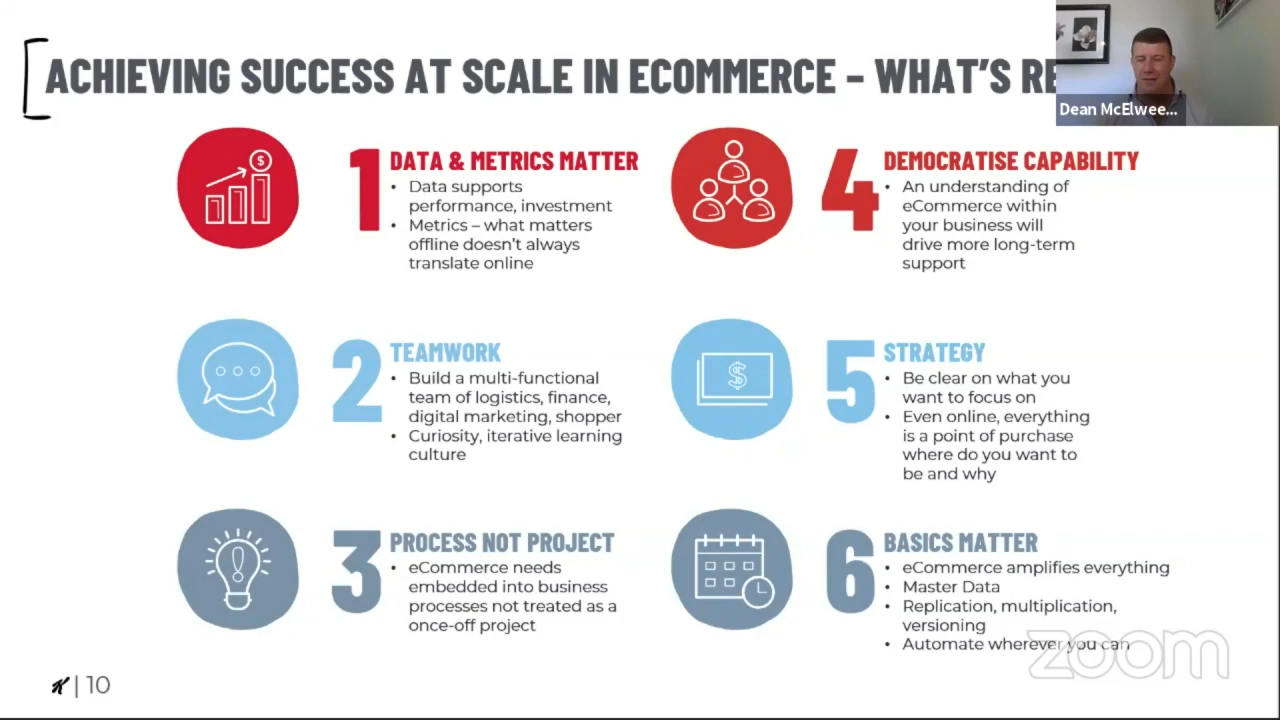 ACHIEVING SUCCESS AT SCALE IN ECOMMERCE – WHAT'S RE
Dean McElwee...
1 DATA & METRICS MATTER
• Data supports
performance, investment
• Metrics – what matters
offline doesn't always
translate online
2 TEAMWORK
• Build a multi-functional
team of logistics, finance,
digital marketing, shopper
• Curiosity, iterative learning
culture
3 PROCESS NOT PROJECT
• eCommerce needs
embedded into business
processes not treated as a
once-off project
4 DEMOCRATISE CAPABILITY
• An understanding of
eCommerce within
your business will
drive more long-term
support
5 STRATEGY
• Be clear on what you
want to focus on
• Even online, everything
is a point of purchase
where do you want to
be and why
6 BASICS MATTER
• eCommerce amplifies everything
• Master Data
• Replication, multiplication,
versioning
• Automate wherever you can
zoom
K | 10